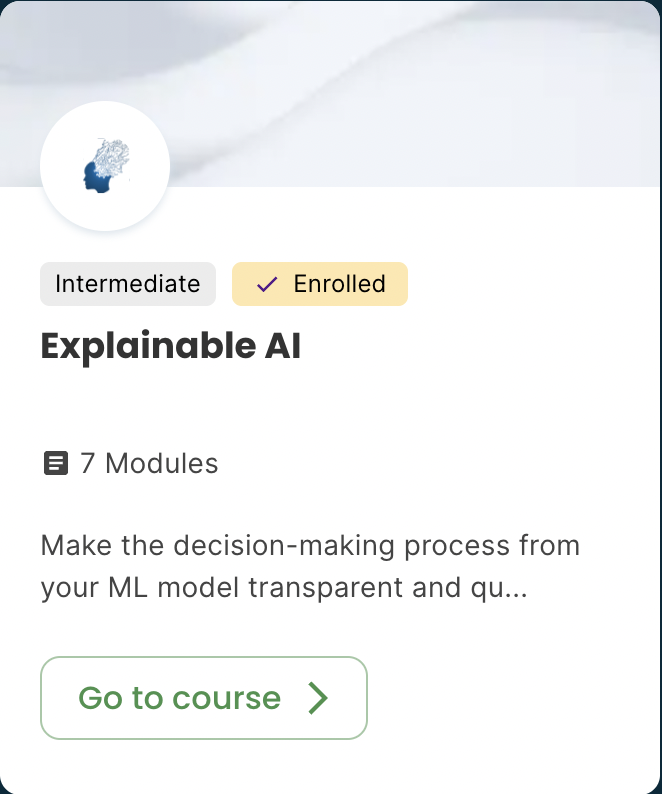 Intermediate
Enrolled
Explainable AI
7 Modules
Make the decision-making process from
your ML model transparent and qu...
Go to course